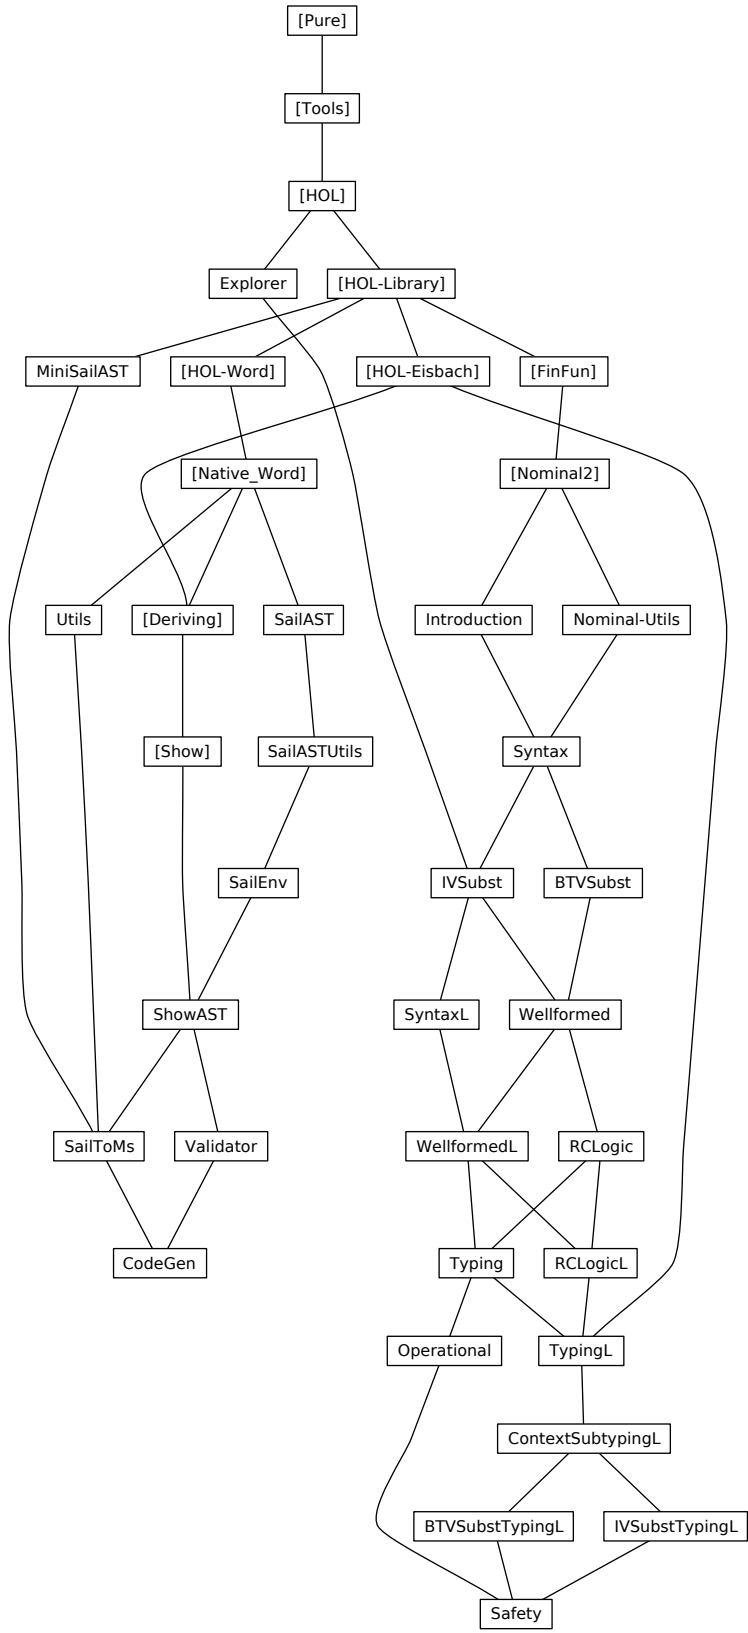 [Pure]
[Tools]
[HOL]
Explorer
[HOL-Library]
MiniSailAST
[HOL-Word]
[HOL-Eisbach]
[FinFun]
[Native_Word]
[Nominal2]
Utils
[Deriving]
SailAST
Introduction
Nominal-Utils
[Show]
SailASTUtils
Syntax
SailEnv
IVSubst
BTVSubst
ShowAST
SyntaxL
Wellformed
SailToMs
Validator
WellformedL
RCLogic
CodeGen
Typing
RCLogicL
Operational
TypingL
ContextSubtypingL
BTVSubstTypingL
IVSubstTypingL
Safety